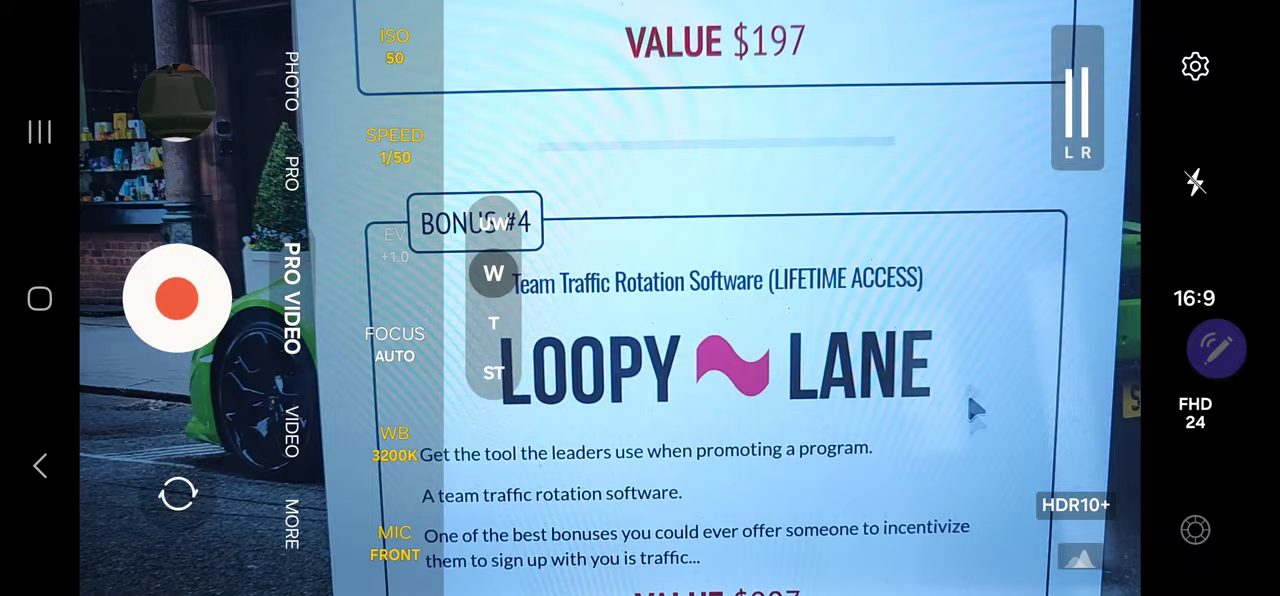 VALUE $197
BONUS #4
Team Traffic Rotation Software (LIFETIME ACCESS)
LOOPY LANE
Get the tool the leaders use when promoting a program.
A team traffic rotation software.
One of the best bonuses you could ever offer someone to incentivize
them to sign up with you is traffic...
ISO
50
SPEED
1/50
EV
+1.0
FOCUS
AUTO
WB
3200K
MIC
FRONT
UW
W
T
ST
PHOTO
PRO
PRO VIDEO
VIDEO
MORE
L R
16:9
FHD
24
HDR10+